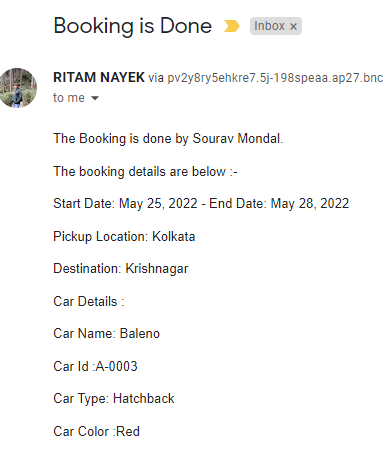 Booking is Done Inbox ×
RITAM NAYEK via pv2y8ry5ehkre7.5j-198speaa.ap27.bnc
to me
The Booking is done by Sourav Mondal.
The booking details are below :-
Start Date: May 25, 2022 - End Date: May 28, 2022
Pickup Location: Kolkata
Destination: Krishnagar
Car Details :
Car Name: Baleno
Car Id :A-0003
Car Type: Hatchback
Car Color :Red